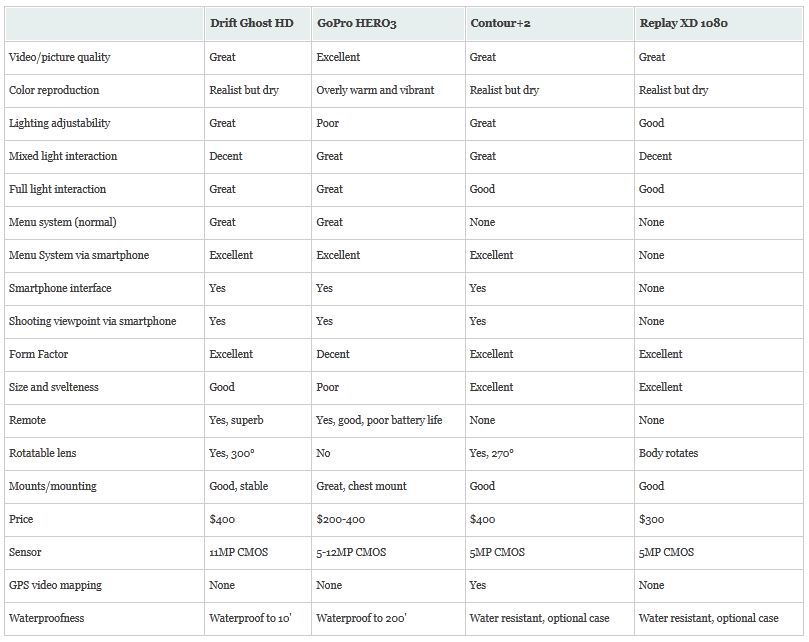 Drift Ghost HD GoPro HERO3 Contour+2 Replay XD 1080
Video/picture quality Great Excellent Great Great
Color reproduction Realist but dry Overly warm and vibrant Realist but dry Realist but dry
Lighting adjustability Great Poor Great Good
Mixed light interaction Decent Great Great Decent
Full light interaction Great Great Good Good
Menu system (normal) Great Great None None
Menu System via smartphone Excellent Excellent Excellent None
Smartphone interface Yes Yes Yes None
Shooting viewpoint via smartphone Yes Yes Yes None
Form Factor Excellent Decent Excellent Excellent
Size and svelteness Good Poor Excellent Excellent
Remote Yes, superb Yes, good, poor battery life None None
Rotatable lens Yes, 300° No Yes, 270° Body rotates
Mounts/mounting Good, stable Great, chest mount Good Good
Price $400 $200-400 $400 $300
Sensor 11MP CMOS 5-12MP CMOS 5MP CMOS 5MP CMOS
GPS video mapping None None Yes None
Waterproofness Waterproof to 10' Waterproof to 200' Water resistant, optional case Water resistant, optional case